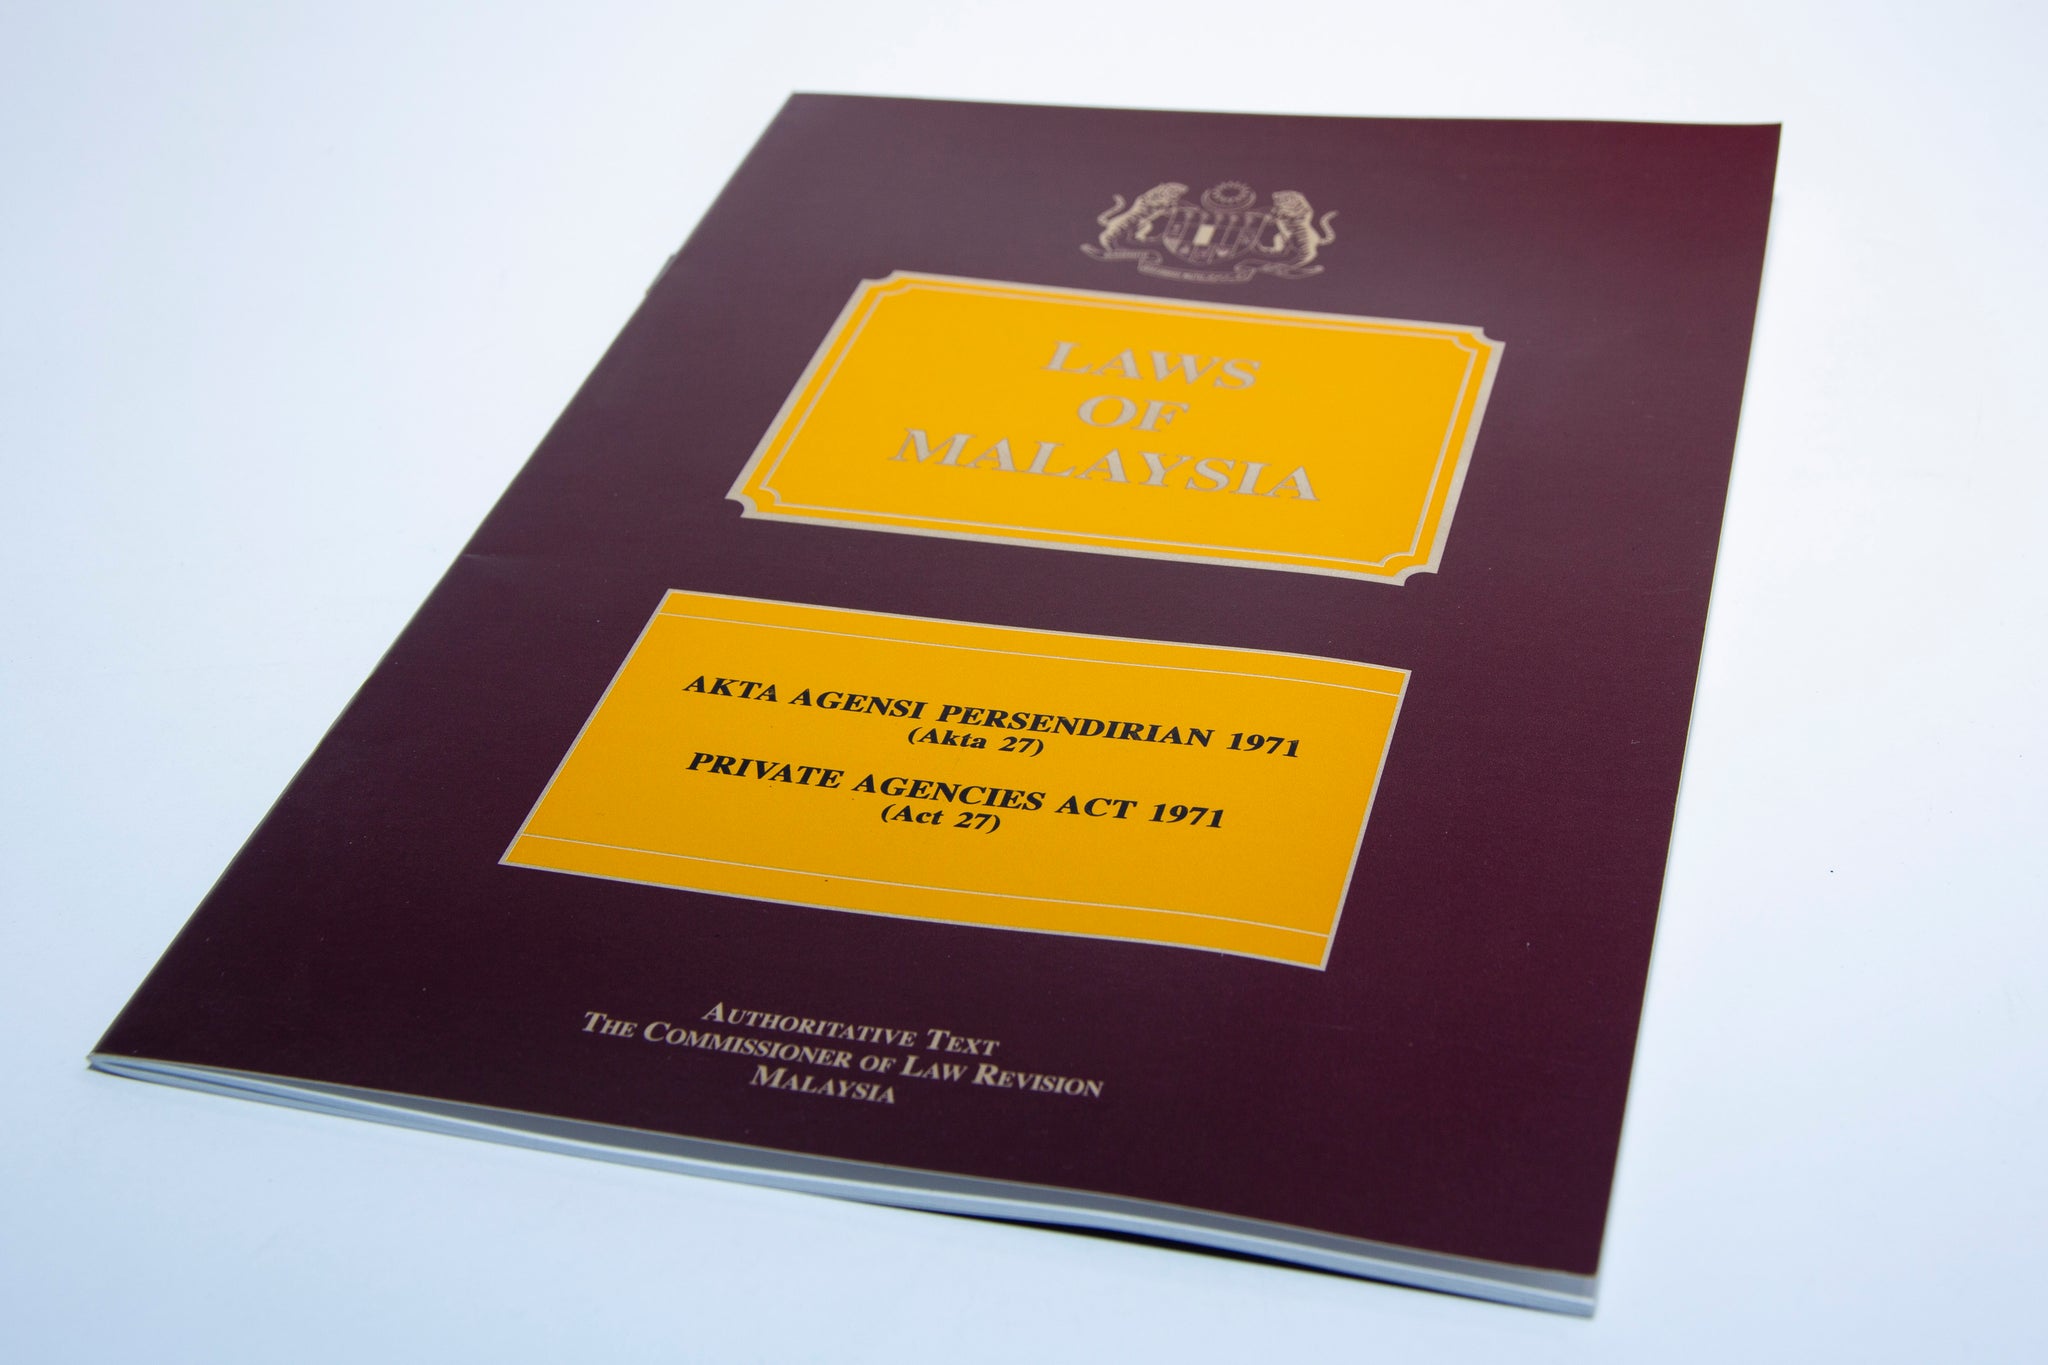 LAWS
OF
MALAYSIA
AKTA AGENSI PERSENDIRIAN 1971
(Akta 27)
PRIVATE AGENCIES ACT 1971
(Act 27)
AUTHORITATIVE TEXT
THE COMMISSIONER OF LAW REVISION
MALAYSIA